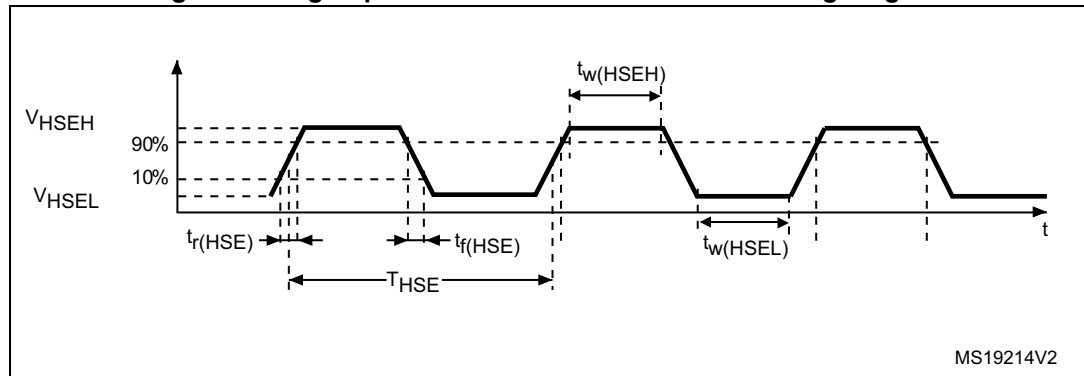 tw(HSEH)
VHSEH
90%
10%
VHSEL
tr(HSE)
tf(HSE)
tw(HSEL)
t
THSE
MS19214V2